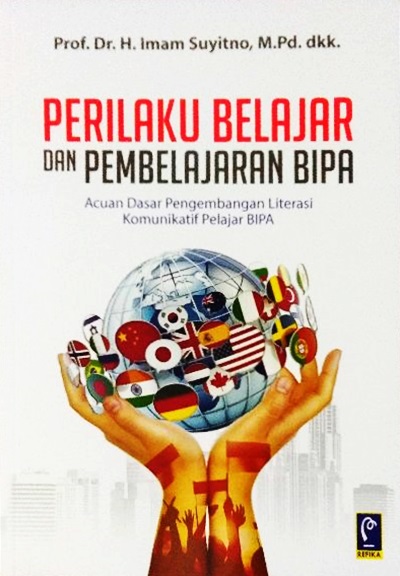 Prof. Dr. H. Imam Suyitno, M.Pd. dkk.
PERILAKU BELAJAR
DAN PEMBELAJARAN BIPA
Acuan Dasar Pengembangan Literasi
Komunikatif Pelajar BIPA
REFIKA